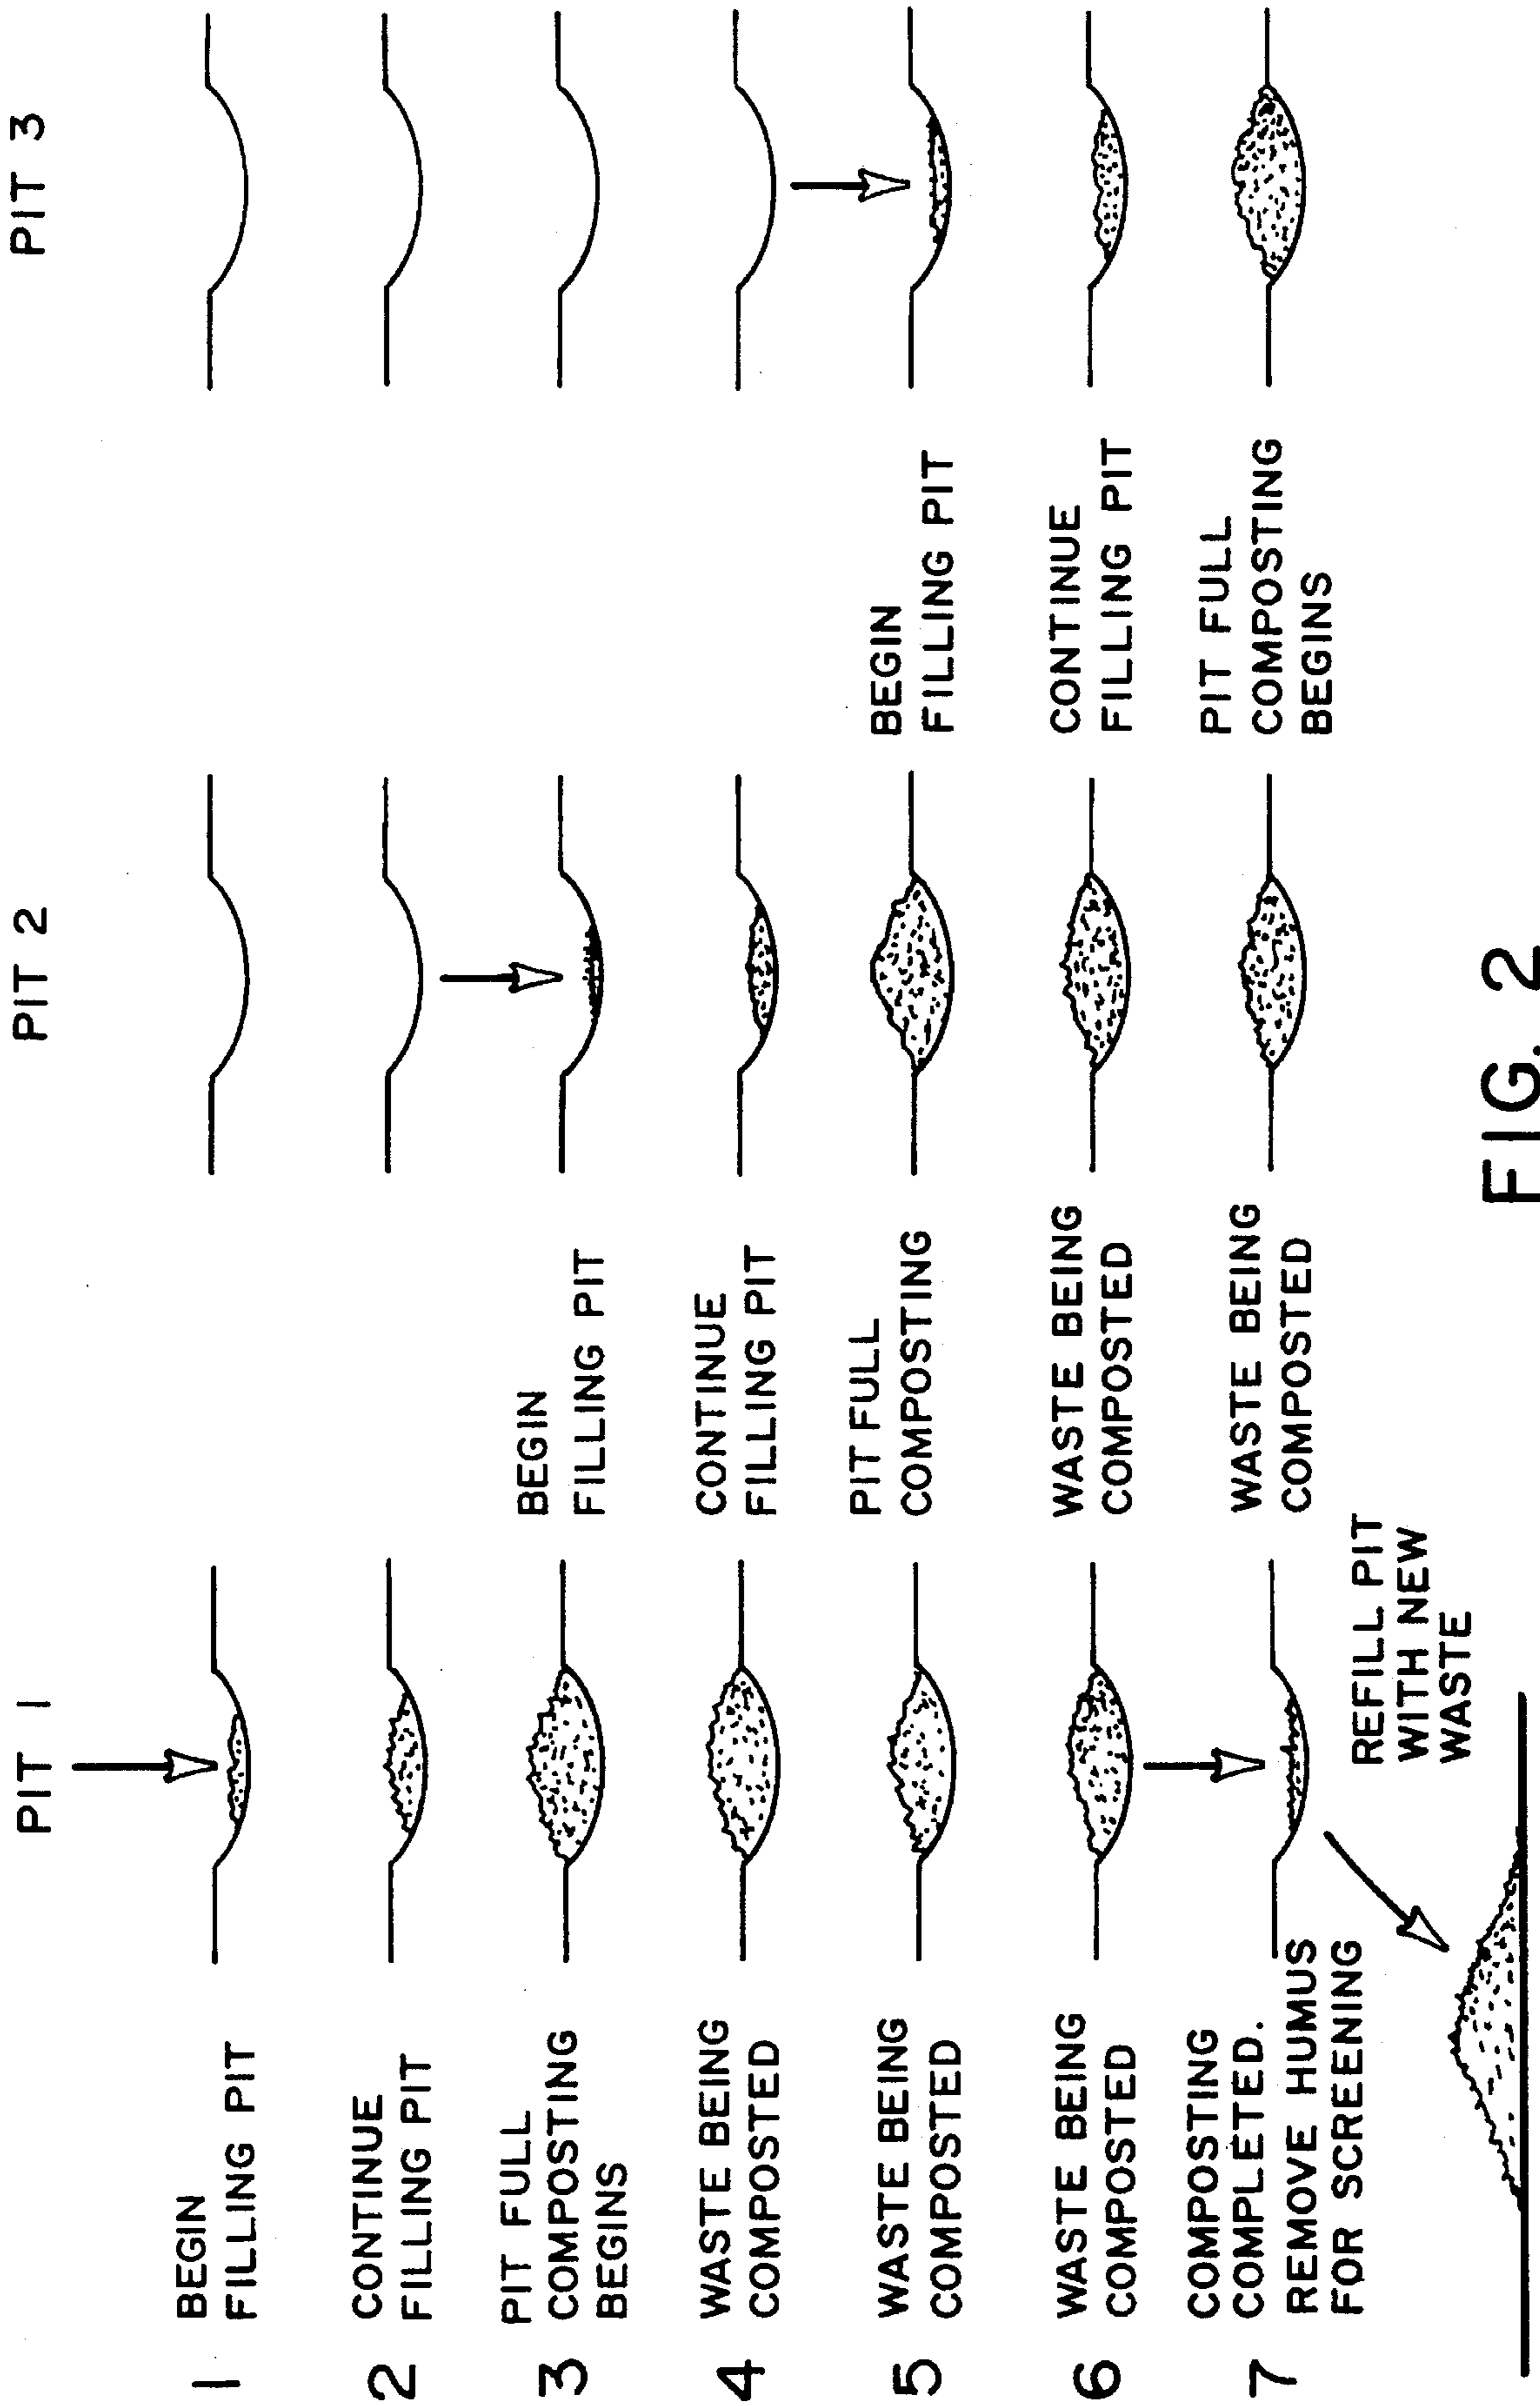 PIT 1
PIT 2
PIT 3
1
BEGIN
FILLING PIT
2
CONTINUE
FILLING PIT
3
PIT FULL
COMPOSTING
BEGINS
BEGIN
FILLING PIT
4
WASTE BEING
COMPOSTED
CONTINUE
FILLING PIT
5
WASTE BEING
COMPOSTED
PIT FULL
COMPOSTING
BEGIN
FILLING PIT
6
WASTE BEING
COMPOSTED
WASTE BEING
COMPOSTED
CONTINUE
FILLING PIT
7
COMPOSTING
COMPLETED.
REMOVE HUMUS
FOR SCREENING
REFILL PIT
WITH NEW
WASTE
WASTE BEING
COMPOSTED
PIT FULL
COMPOSTING
BEGINS
FIG. 2